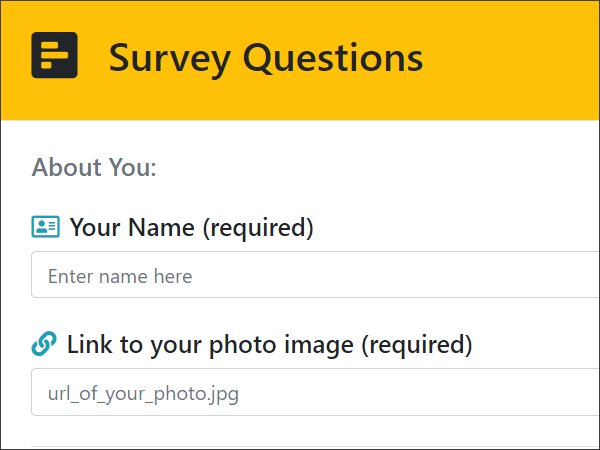 Survey Questions
About You:
Your Name (required)
Enter name here
Link to your photo image (required)
url_of_your_photo.jpg